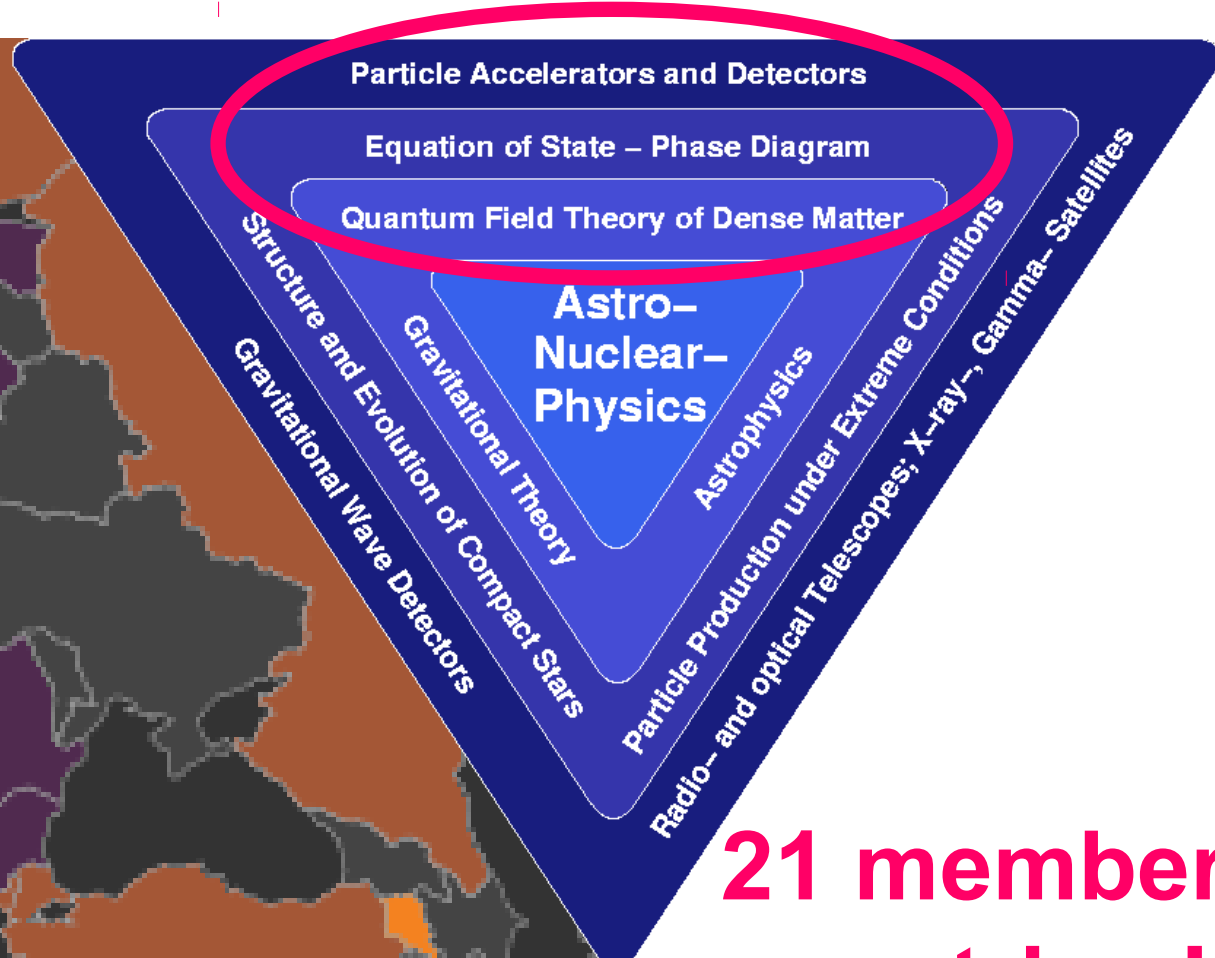 Particle Accelerators and Detectors
Equation of State – Phase Diagram
Quantum Field Theory of Dense Matter
Astro–
Nuclear–
Physics
Gravitational Theory
Astrophysics
Structure and Evolution of Compact Stars
Particle Production under Extreme Conditions
Gravitational Wave Detectors
Radio– and optical Telescopes; X–ray–, Gamma– Satellites
21 member